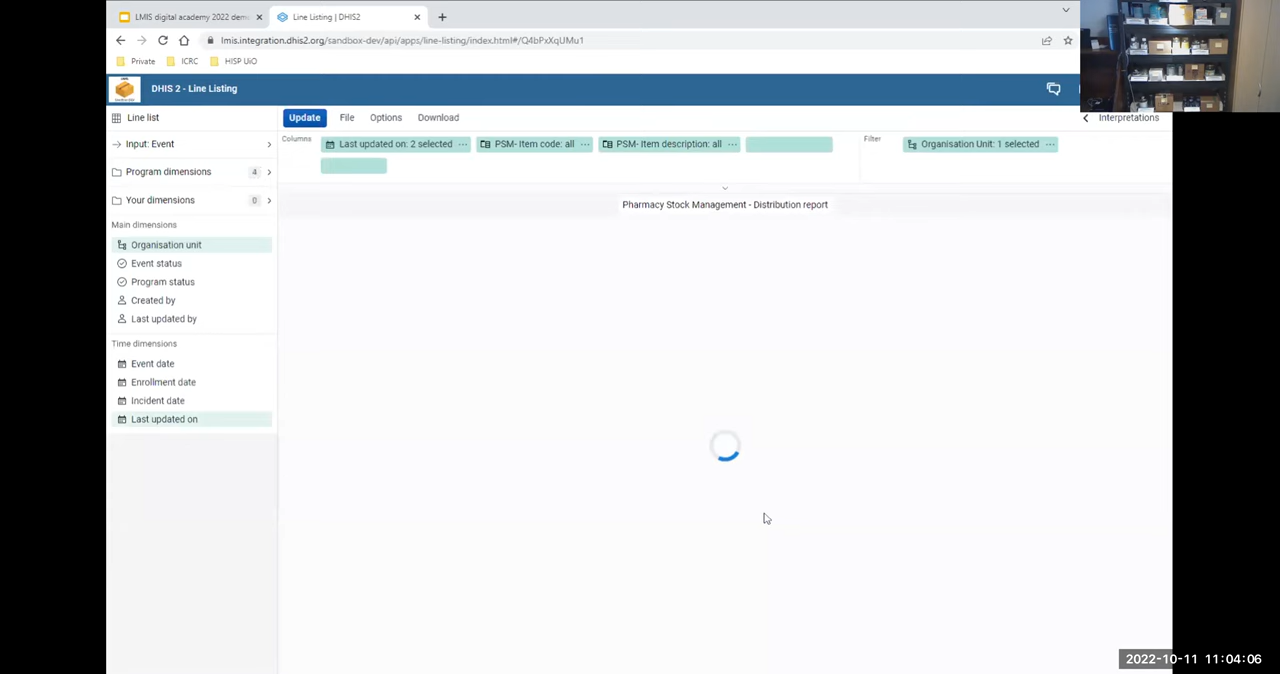 LMIS digital academy 2022 dem
Line Listing | DHIS2
lmis.integration.dhis2.org/sandbox-dev/api/apps/line-listing/index.html#/Q4bPxXqUMu1
Private
ICRC
HISP UiO
DHIS 2 - Line Listing
Line list
Update
File
Options
Download
Interpretations
Columns
Last updated on: 2 selected
PSM- Item code: all
PSM- Item description: all
Filter
Organisation Unit: 1 selected
Input: Event
Program dimensions 4
Your dimensions 0
Main dimensions
Organisation unit
Event status
Program status
Created by
Last updated by
Time dimensions
Event date
Enrollment date
Incident date
Last updated on
Pharmacy Stock Management - Distribution report
2022-10-11 11:04:06